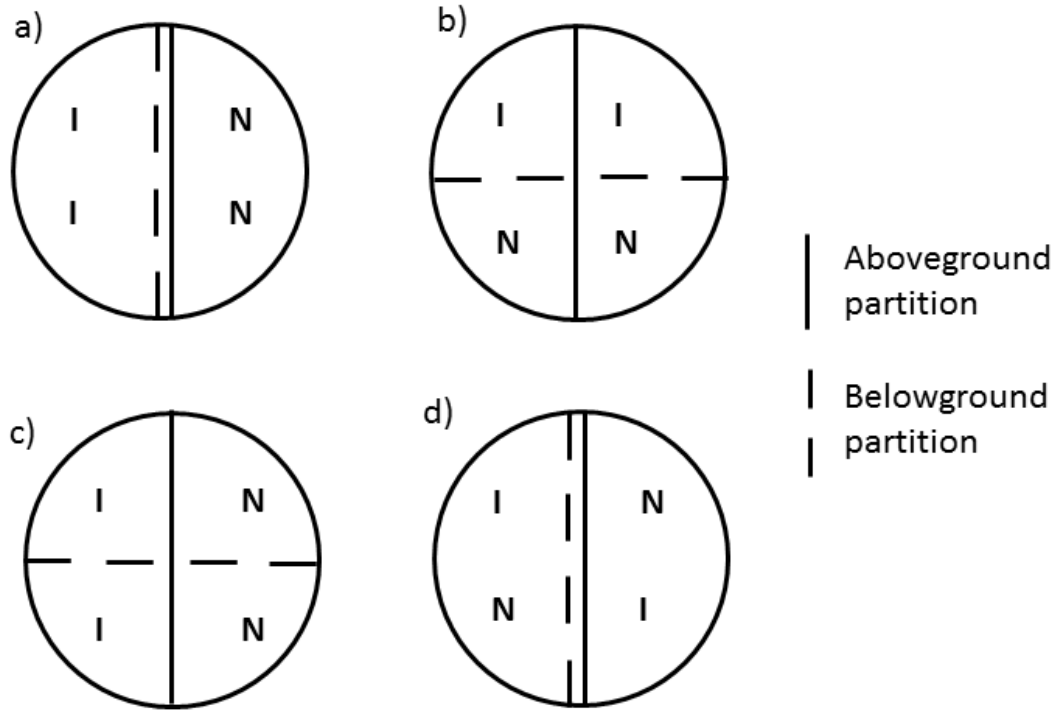 a)
I N
I N
b)
I I
N N
c)
I N
I N
d)
I N
N I
Aboveground
partition
Belowground
partition